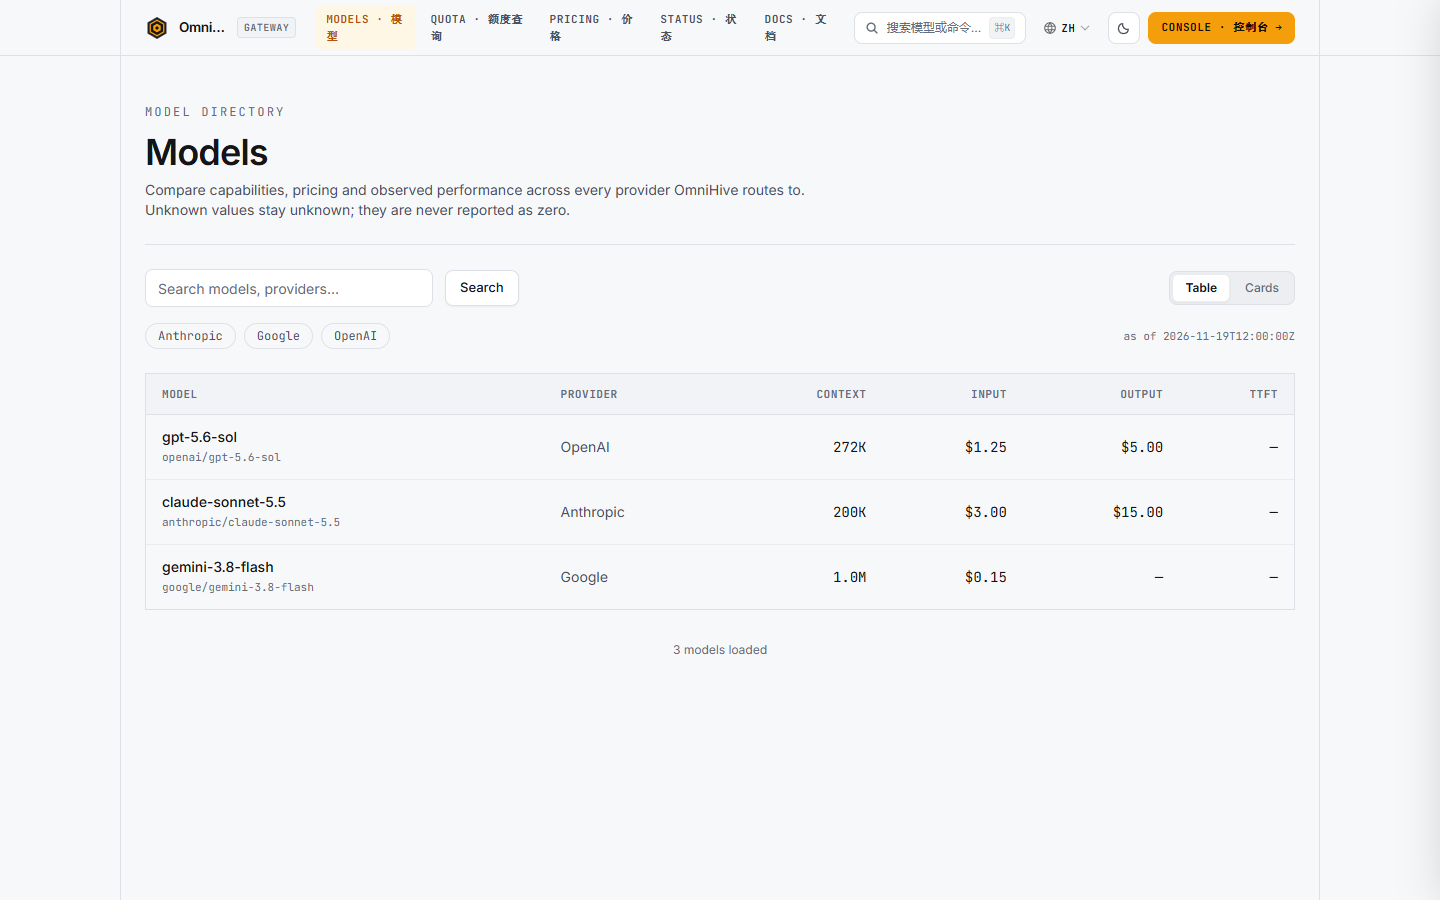 Omni...
GATEWAY
MODELS · 模
型
QUOTA · 额度查
询
PRICING · 价
格
STATUS · 状
态
DOCS · 文
档
搜索模型或命令... ⌘K
ZH
CONSOLE · 控制台 →
MODEL DIRECTORY
Models
Compare capabilities, pricing and observed performance across every provider OmniHive routes to.
Unknown values stay unknown; they are never reported as zero.
Search models, providers...
Search
Table Cards
Anthropic Google OpenAI
as of 2026-11-19T12:00:00Z
MODEL PROVIDER CONTEXT INPUT OUTPUT TTFT
gpt-5.6-sol
openai/gpt-5.6-sol
OpenAI 272K $1.25 $5.00 —
claude-sonnet-5.5
anthropic/claude-sonnet-5.5
Anthropic 200K $3.00 $15.00 —
gemini-3.8-flash
google/gemini-3.8-flash
Google 1.0M $0.15 — —
3 models loaded